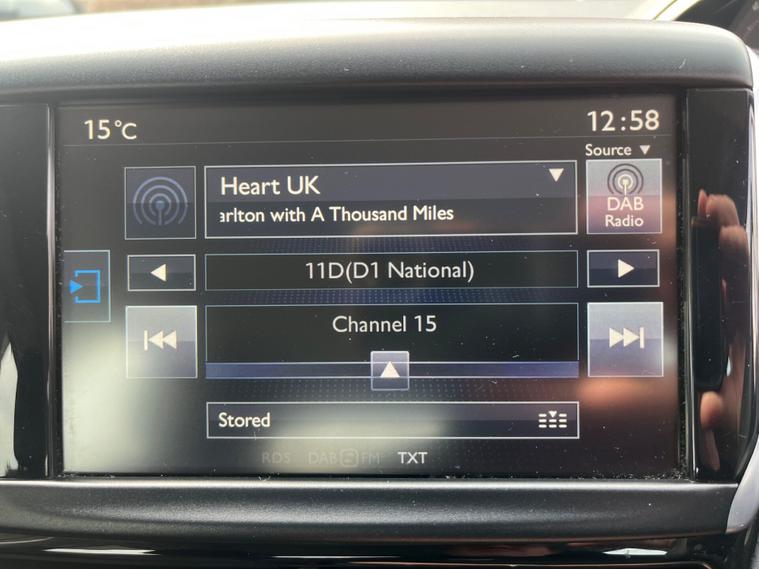 15°C
12:58
Source
Heart UK
arlton with A Thousand Miles
DAB
Radio
11D(D1 National)
Channel 15
Stored
RDS DAB FM TXT